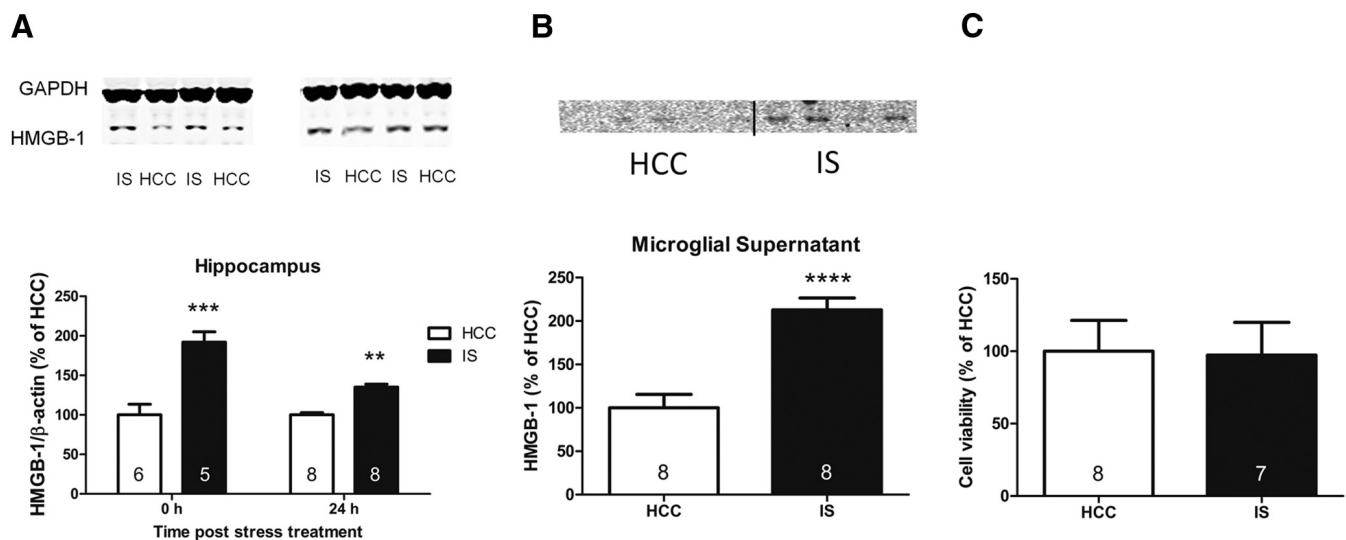 A
GAPDH
HMGB-1
IS HCC IS HCC
IS HCC IS HCC
Hippocampus
HMGB-1/β-actin (% of HCC)
250
200
150
100
50
0
***
**
6
5
8
8
0 h
24 h
Time post stress treatment
HCC
IS
B
HCC
IS
Microglial Supernatant
HMGB-1 (% of HCC)
250
200
150
100
50
0
****
8
8
HCC
IS
C
Cell viability (% of HCC)
150
100
50
0
8
7
HCC
IS